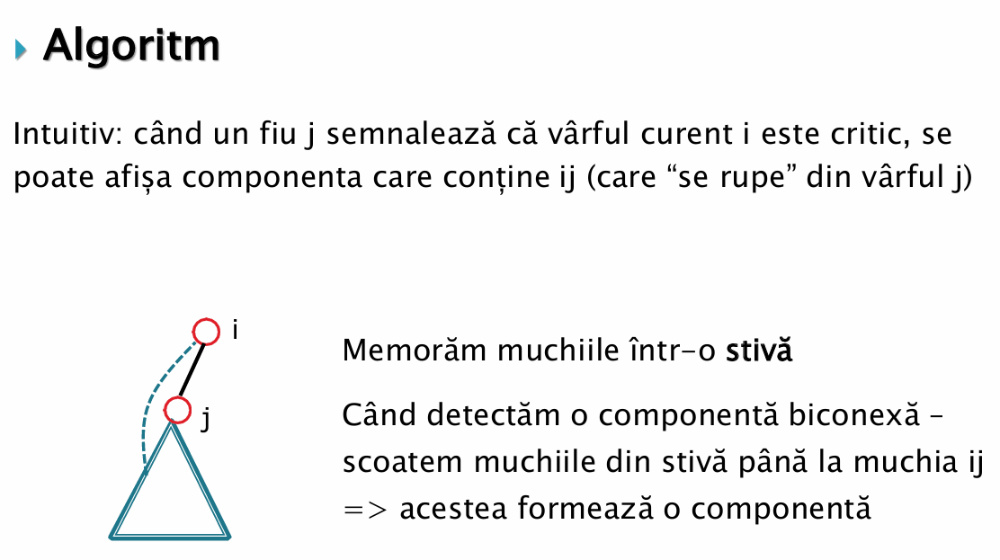 Algoritm
Intuitiv: când un fiu j semnalează că vârful curent i este critic, se
poate afișa componenta care conține ij (care “se rupe” din vârful j)
i
j
Memorăm muchiile într-o stivă
Când detectăm o componentă biconexă –
scoatem muchiile din stivă până la muchia ij
=> acestea formează o componentă